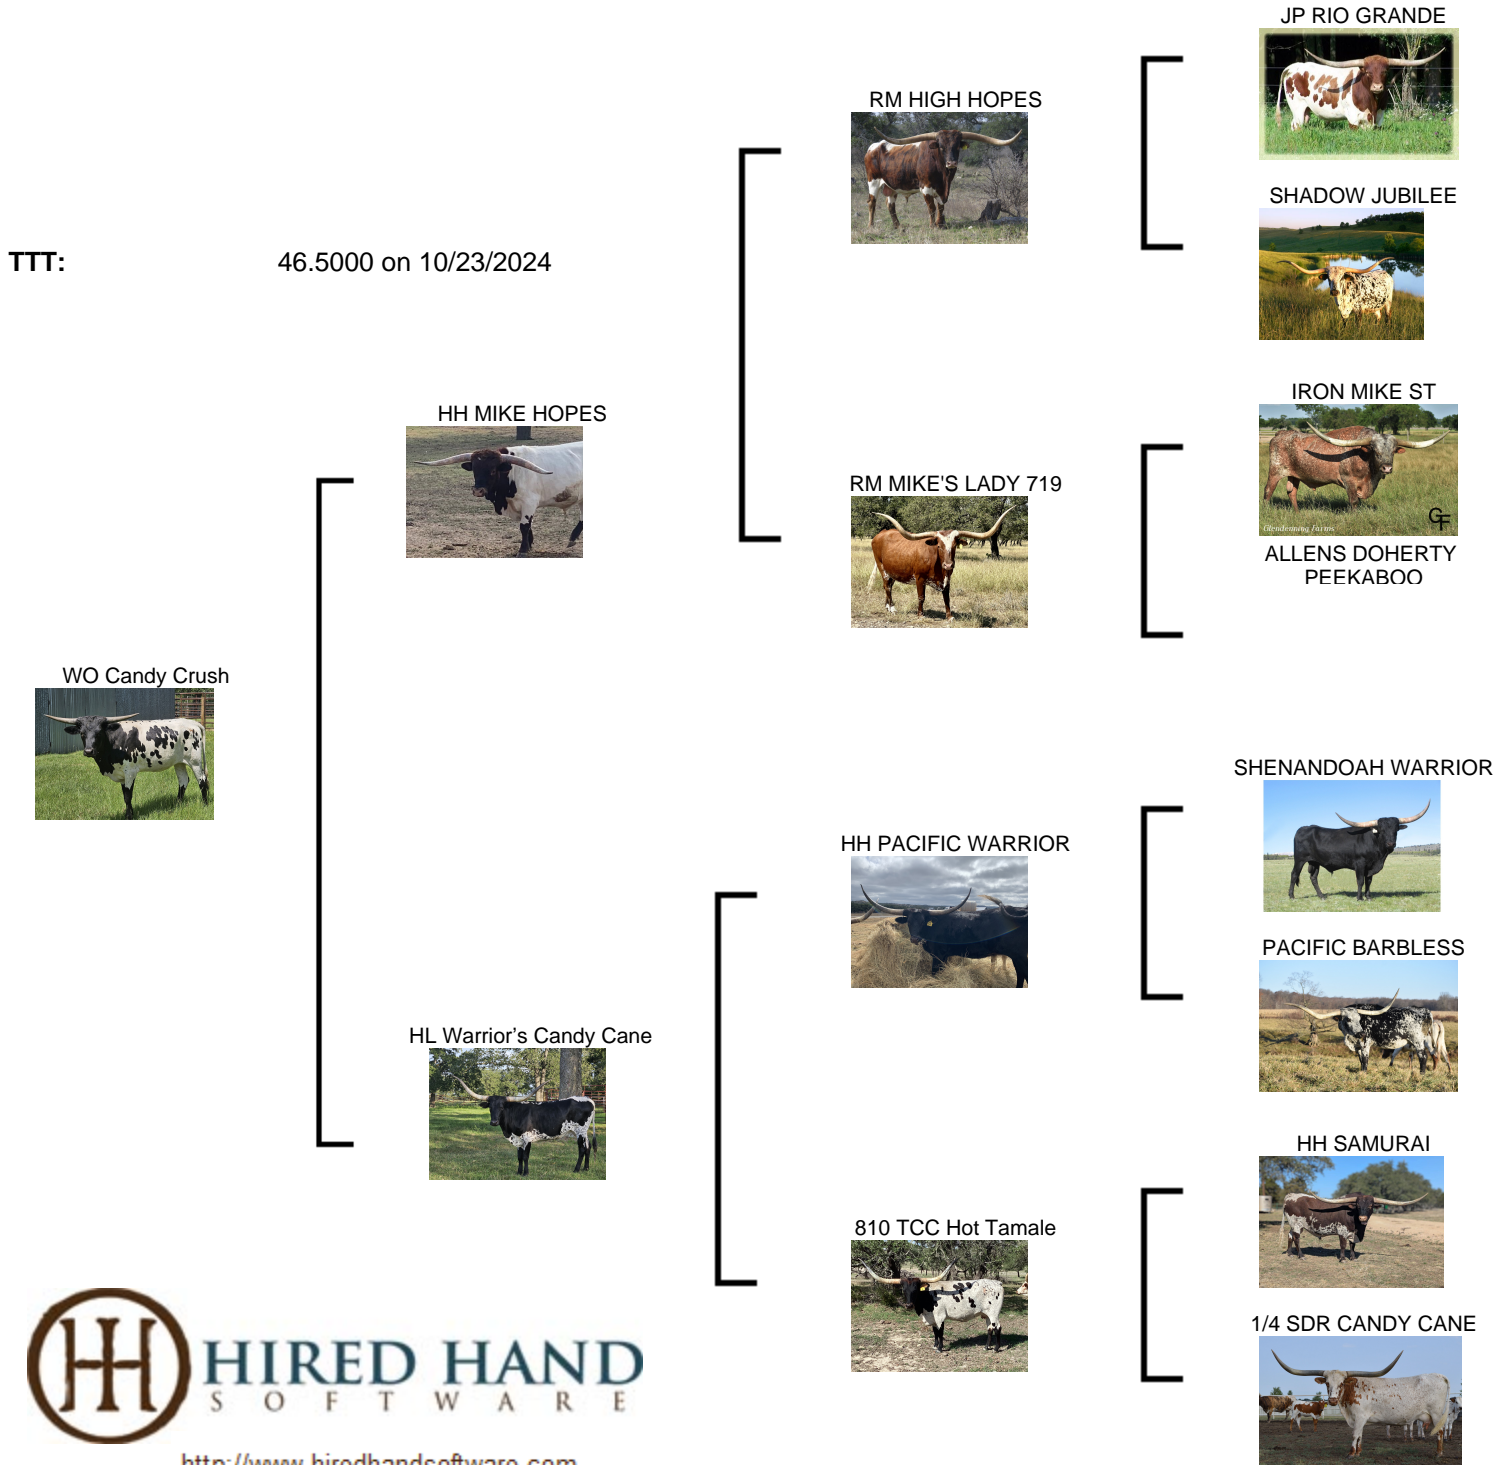 JP RIO GRANDE
RM HIGH HOPES
SHADOW JUBILEE
TTT: 46.5000 on 10/23/2024
IRON MIKE ST
HH MIKE HOPES
RM MIKE'S LADY 719
GF
Glendenning Farms
ALLENS DOHERTY
PEEKABOO
WO Candy Crush
SHENANDOAH WARRIOR
HH PACIFIC WARRIOR
PACIFIC BARBLESS
HL Warrior’s Candy Cane
HH SAMURAI
810 TCC Hot Tamale
1/4 SDR CANDY CANE
HIRED HAND
SOFTWARE
http://www.hiredhandsoftware.com